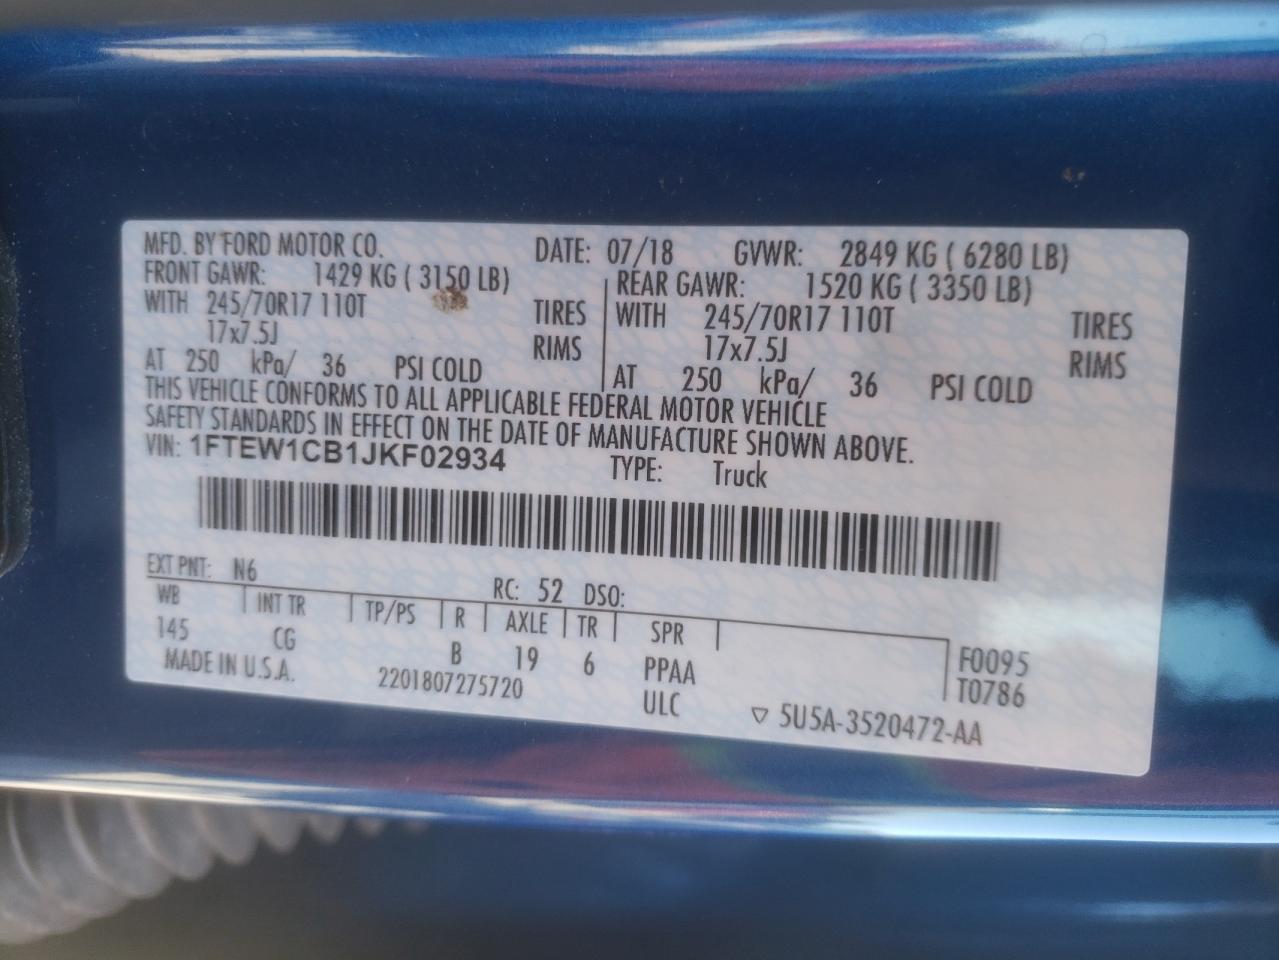 MFD. BY FORD MOTOR CO. DATE: 07/18 GVWR: 2849 KG ( 6280 LB)
FRONT GAWR: 1429 KG ( 3150 LB) REAR GAWR: 1520 KG ( 3350 LB)
WITH 245/70R17 110T TIRES WITH 245/70R17 110T TIRES
17x7.5J RIMS 17x7.5J RIMS
AT 250 kPa/ 36 PSI COLD AT 250 kPa/ 36 PSI COLD
THIS VEHICLE CONFORMS TO ALL APPLICABLE FEDERAL MOTOR VEHICLE
SAFETY STANDARDS IN EFFECT ON THE DATE OF MANUFACTURE SHOWN ABOVE.
VIN: 1FTEW1CB1JKF02934 TYPE: Truck
EXT PNT: N6 RC: 52 DSO:
WB INT TR TP/PS R AXLE TR SPR
145 CG B 19 6 PPAA F0095
MADE IN U.S.A. 2201807275720 ULC T0786
▽ 5U5A-3520472-AA